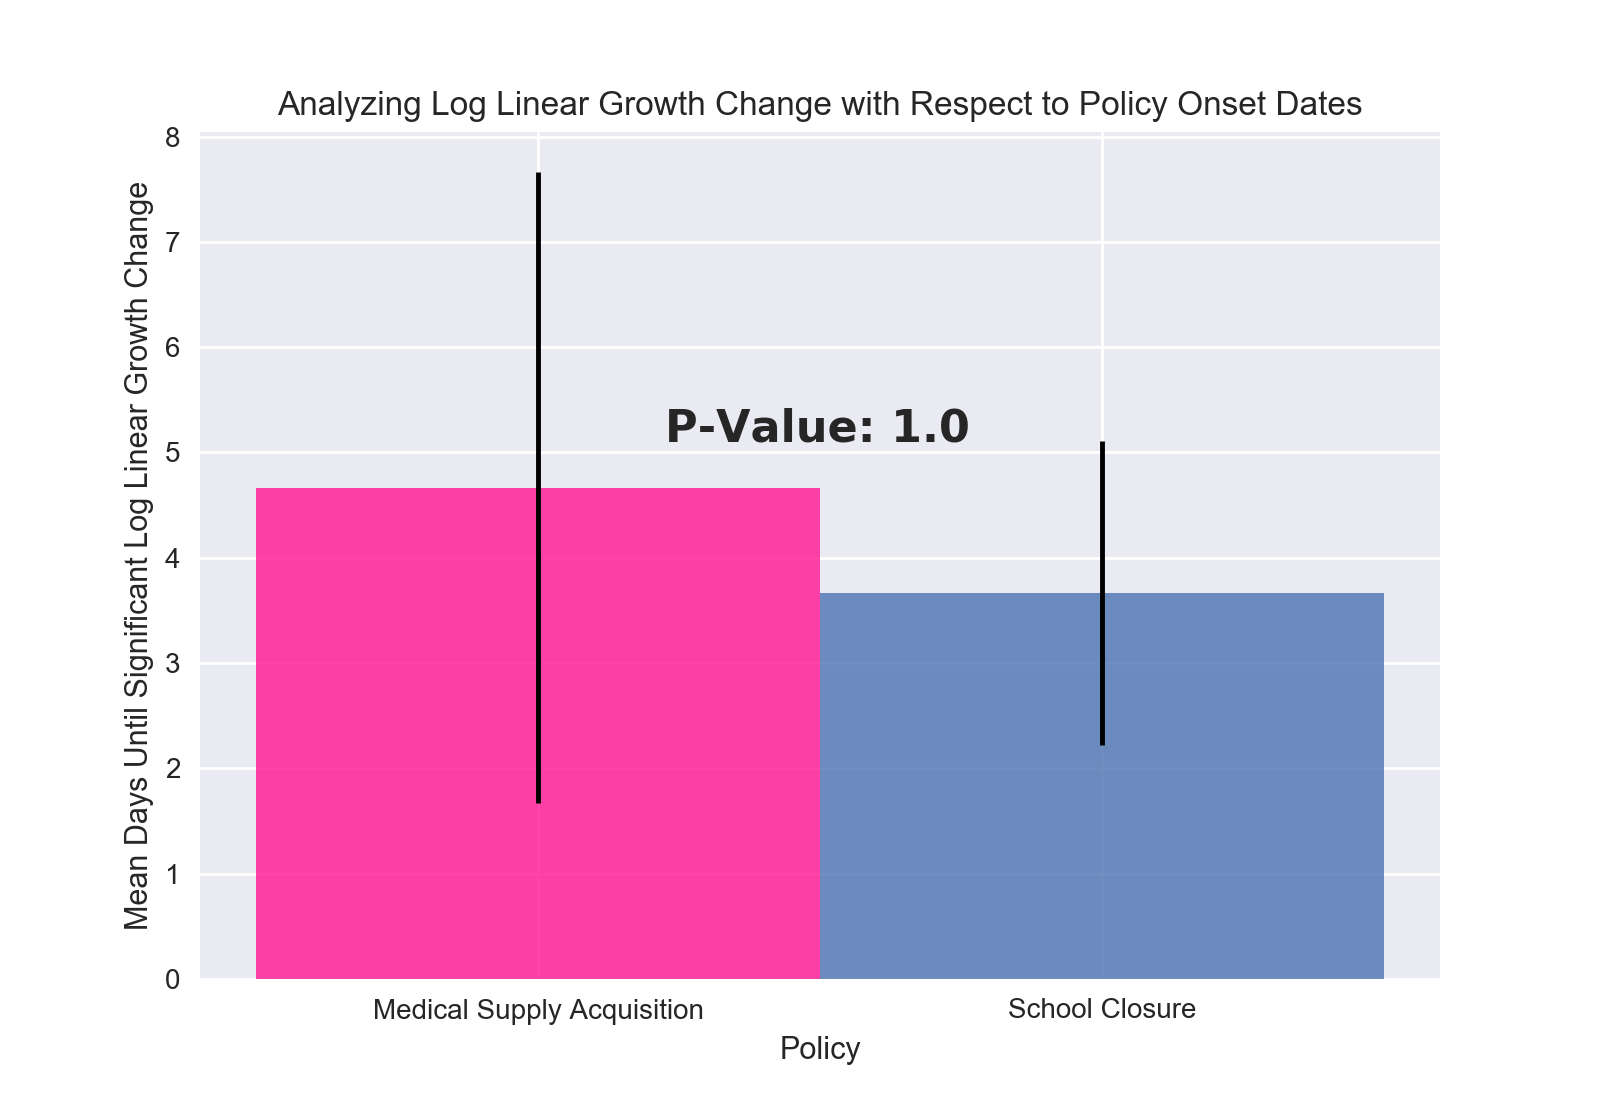 Analyzing Log Linear Growth Change with Respect to Policy Onset Dates
Mean Days Until Significant Log Linear Growth Change
8
7
6
5
4
3
2
1
0
P-Value: 1.0
Medical Supply Acquisition
School Closure
Policy